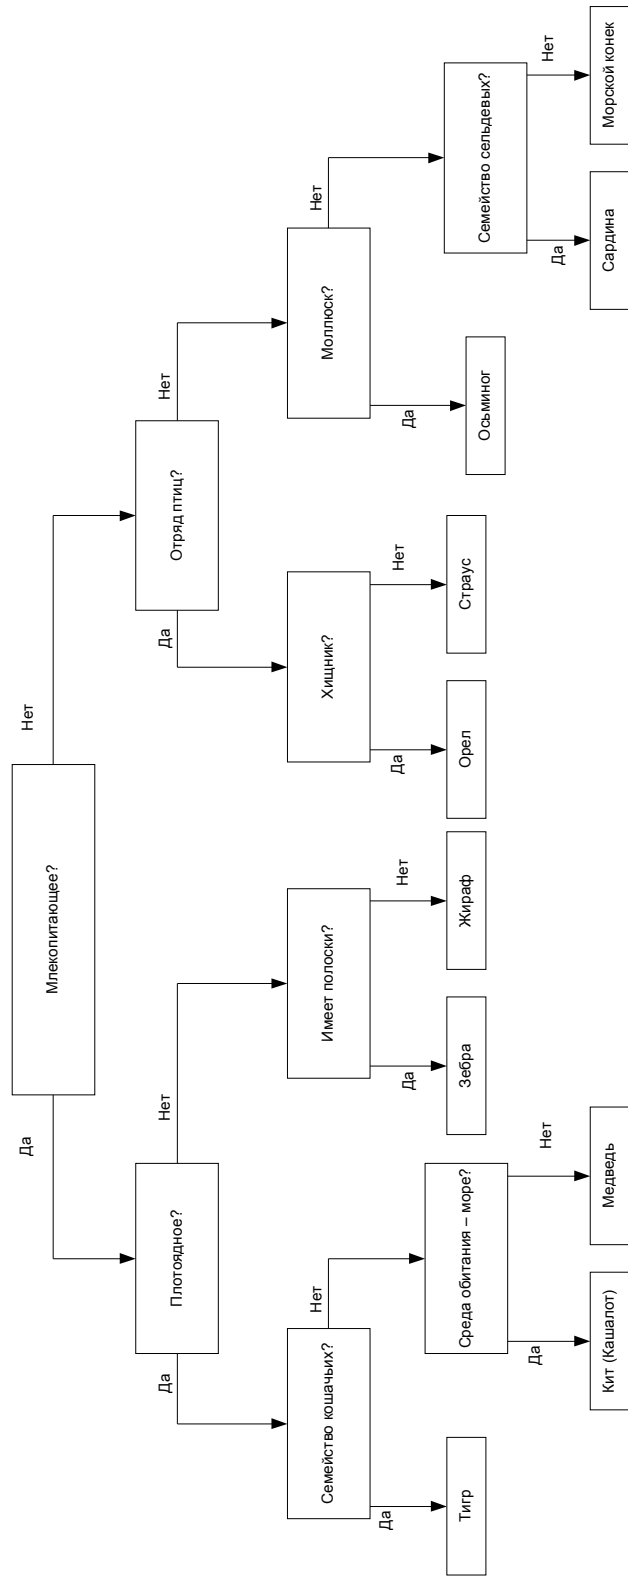 Млекопитающее?
Да
Нет
Плотоядное?
Отряд птиц?
Да
Нет
Да
Нет
Семейство кошачьих?
Имеет полоски?
Хищник?
Моллюск?
Да
Нет
Да
Нет
Да
Нет
Да
Нет
Тигр
Среда обитания – море?
Зебра
Жираф
Орел
Страус
Осьминог
Семейство сельдевых?
Да
Нет
Да
Нет
Кит (Кашалот)
Медведь
Сардина
Морской конек